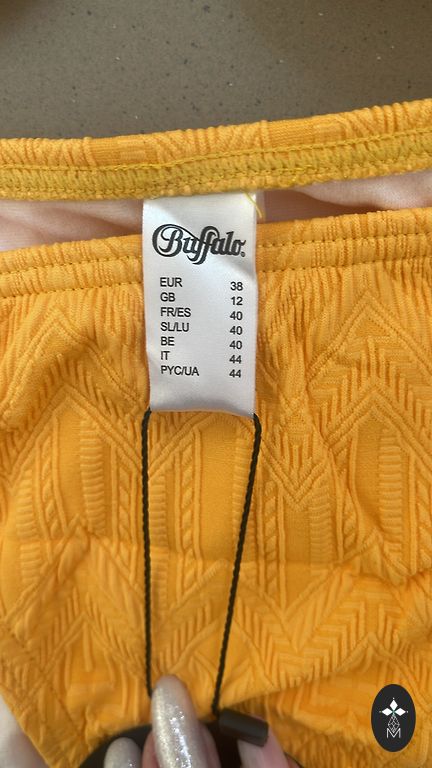 Buffalo
EUR 38
GB 12
FR/ES 40
SL/LU 40
BE 40
IT 44
PYC/UA 44